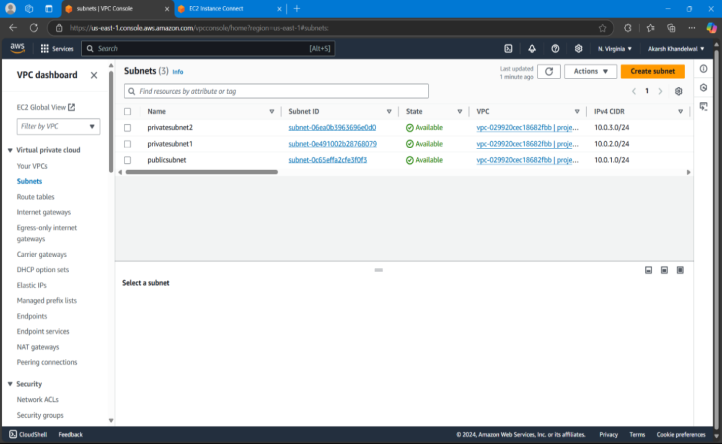 subnets | VPC Console
EC2 Instance Connect
https://us-east-1.console.aws.amazon.com/vpcconsole/home?region=us-east-1#subnets:
aws
Services
Search
[Alt+S]
N. Virginia
Akarsh Khandelwal
VPC dashboard
EC2 Global View
Filter by VPC
Virtual private cloud
Your VPCs
Subnets
Route tables
Internet gateways
Egress-only internet
gateways
Carrier gateways
DHCP option sets
Elastic IPs
Managed prefix lists
Endpoints
Endpoint services
NAT gateways
Peering connections
Security
Network ACLs
Security groups
Subnets (3) Info
Last updated
1 minute ago
Actions
Create subnet
Find resources by attribute or tag
1
Name Subnet ID State VPC IPv4 CIDR
privatesubnet2 subnet-06ea0b3963696e0d0 Available vpc-029920cec18682fbb | proje... 10.0.3.0/24
privatesubnet1 subnet-0e491002b28768079 Available vpc-029920cec18682fbb | proje... 10.0.2.0/24
publicsubnet subnet-0c65effa2cfe3f0f3 Available vpc-029920cec18682fbb | proje... 10.0.1.0/24
Select a subnet
CloudShell
Feedback
© 2024, Amazon Web Services, Inc. or its affiliates.
Privacy
Terms
Cookie preferences